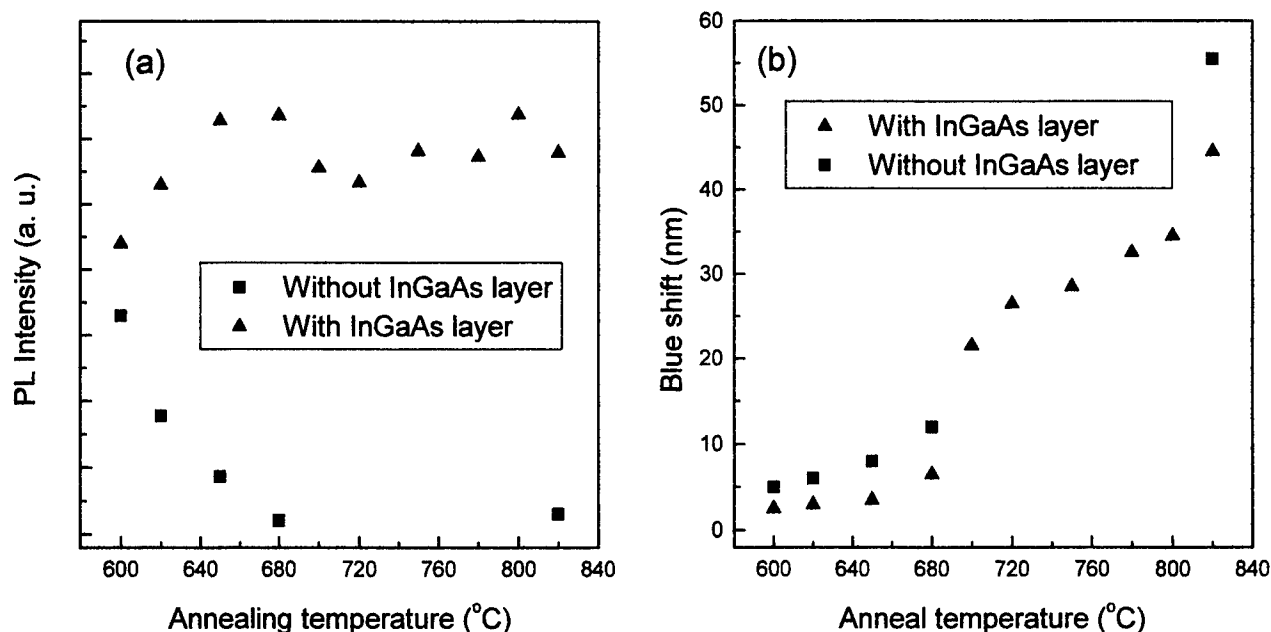 (a)
PL Intensity (a. u.)
Without InGaAs layer
With InGaAs layer
600 640 680 720 760 800 840
Annealing temperature (°C)
(b)
60
50
40
30
20
10
0
Blue shift (nm)
With InGaAs layer
Without InGaAs layer
600 640 680 720 760 800 840
Anneal temperature (°C)